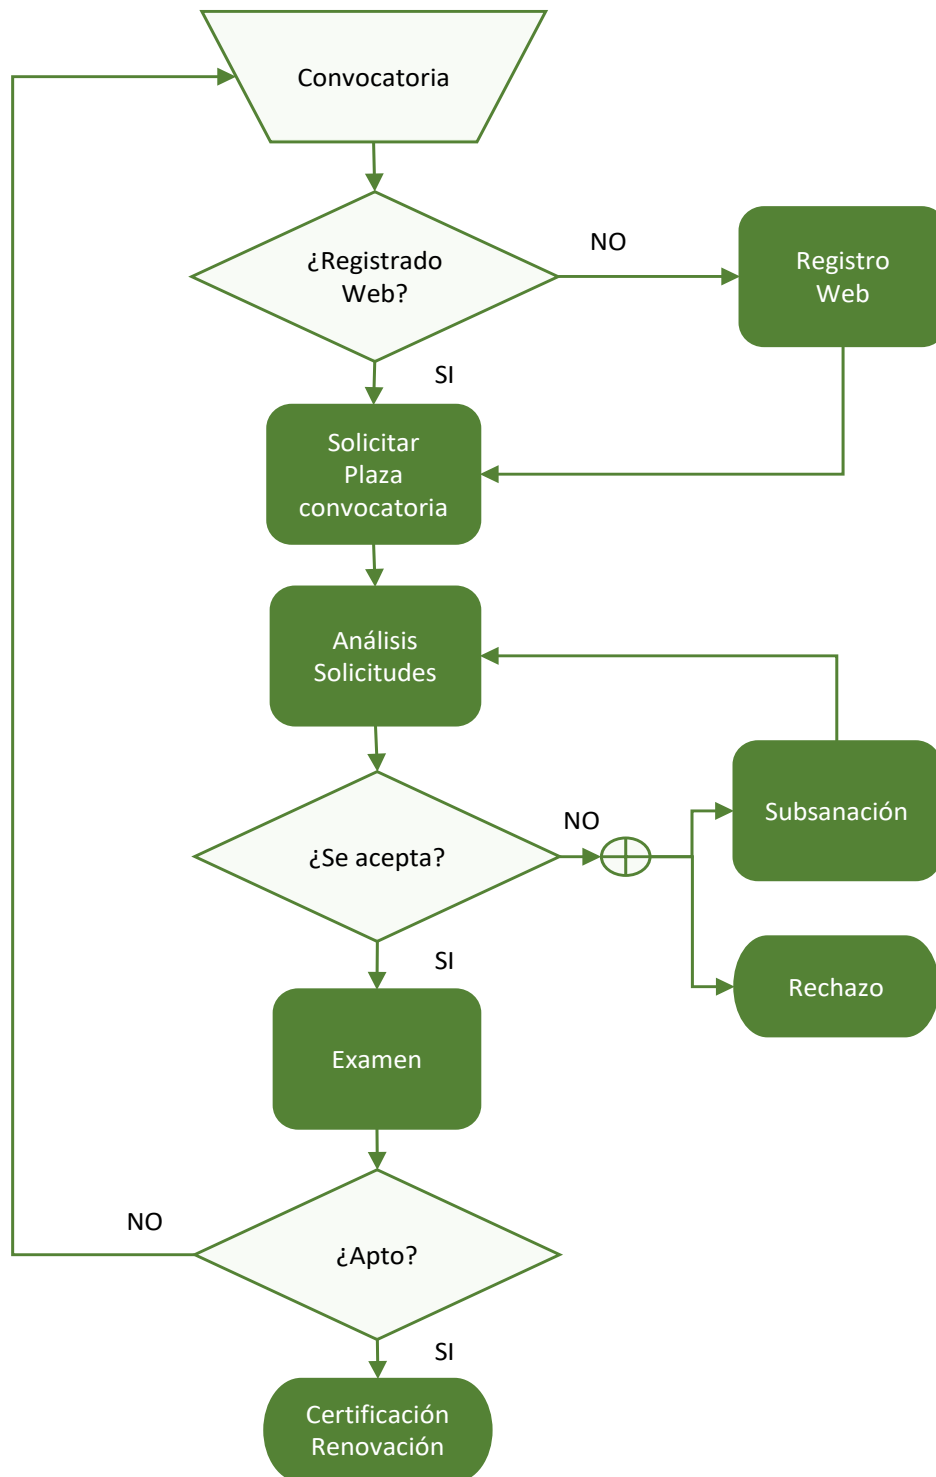 Convocatoria
¿Registrado
Web?
NO
Registro
Web
SI
Solicitar
Plaza
convocatoria
Análisis
Solicitudes
¿Se acepta?
NO
Subsanación
Rechazo
SI
Examen
NO
¿Apto?
SI
Certificación
Renovación